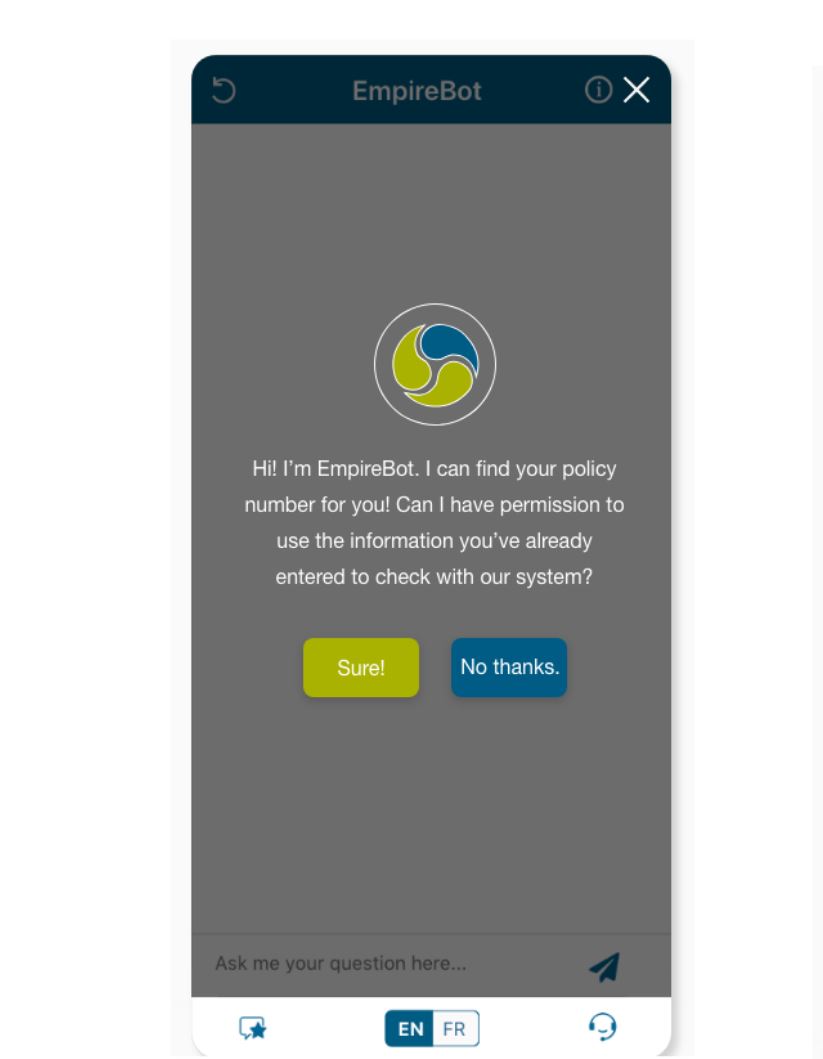 EmpireBot
Hi! I’m EmpireBot. I can find your policy
number for you! Can I have permission to
use the information you’ve already
entered to check with our system?
Sure! No thanks.
Ask me your question here...
EN FR